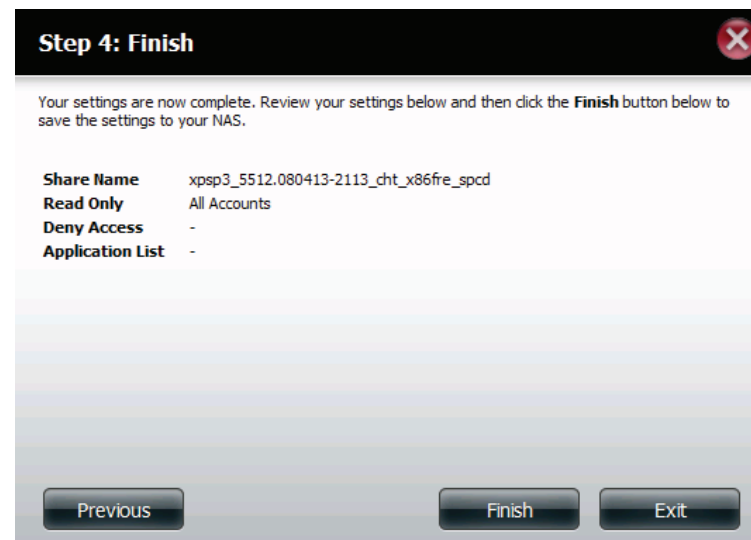 Step 4: Finish
Your settings are now complete. Review your settings below and then click the Finish button below to
save the settings to your NAS.
Share Name xpsp3_5512.080413-2113_cht_x86fre_spcd
Read Only All Accounts
Deny Access -
Application List -
Previous Finish Exit